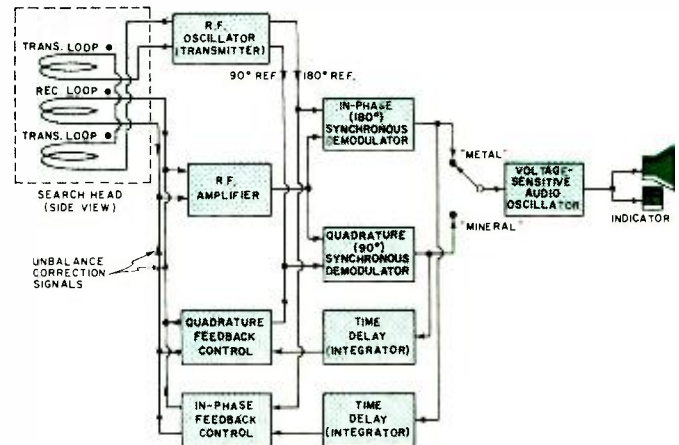 R.F.
OSCILLATOR
(TRANSMITTER)
TRANS. LOOP
REC LOOP
TRANS. LOOP
SEARCH HEAD
(SIDE VIEW)
90° REF.
180° REF.
IN-PHASE
(180°)
SYNCHRONOUS
DEMODULATOR
R.F.
AMPLIFIER
"METAL"
"MINERAL"
VOLTAGE-
SENSITIVE
AUDIO
OSCILLATOR
INDICATOR
QUADRATURE
(90°)
SYNCHRONOUS
DEMODULATOR
UNBALANCE
CORRECTION
SIGNALS
QUADRATURE
FEEDBACK
CONTROL
TIME
DELAY
(INTEGRATOR)
IN-PHASE
FEEDBACK
CONTROL
TIME
DELAY
(INTEGRATOR)